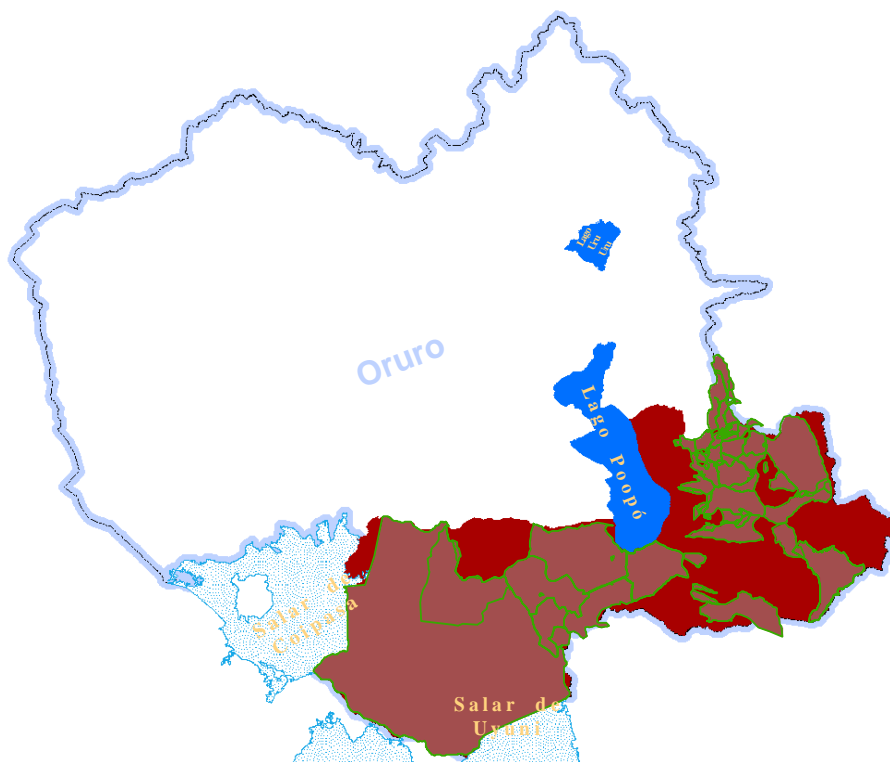 Lago
Uru
Uru
Oruro
Lago Poopó
Salar de
Coipasa
Salar de
Uyuni